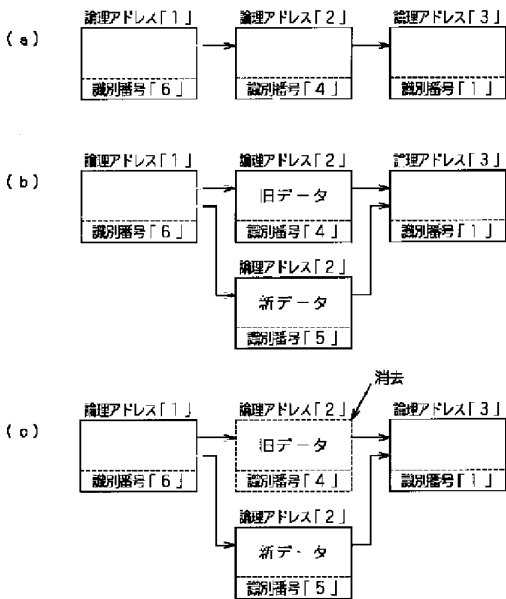 論理アドレス「1」 論理アドレス「2」 論理アドレス「3」
(a)
識別番号「6」 識別番号「4」 識別番号「1」
論理アドレス「1」 論理アドレス「2」 論理アドレス「3」
(b)
旧データ
識別番号「6」 識別番号「4」 識別番号「1」
論理アドレス「2」
新データ
識別番号「5」
消去
論理アドレス「1」 論理アドレス「2」 論理アドレス「3」
(c)
旧データ
識別番号「6」 識別番号「4」 識別番号「1」
論理アドレス「2」
新データ
識別番号「5」